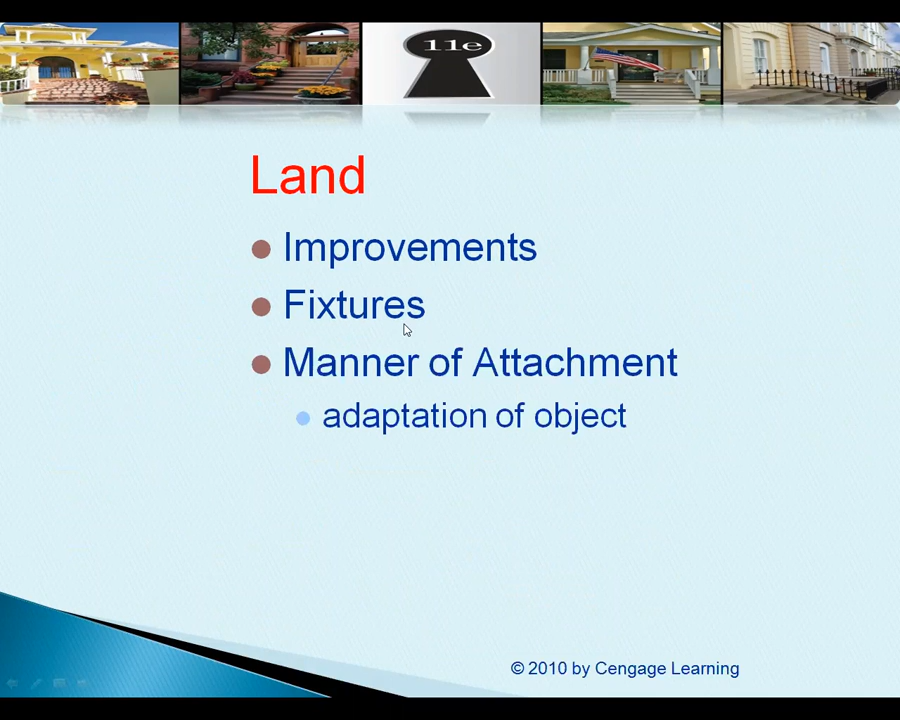 11e
Land
Improvements
Fixtures
Manner of Attachment
adaptation of object
© 2010 by Cengage Learning